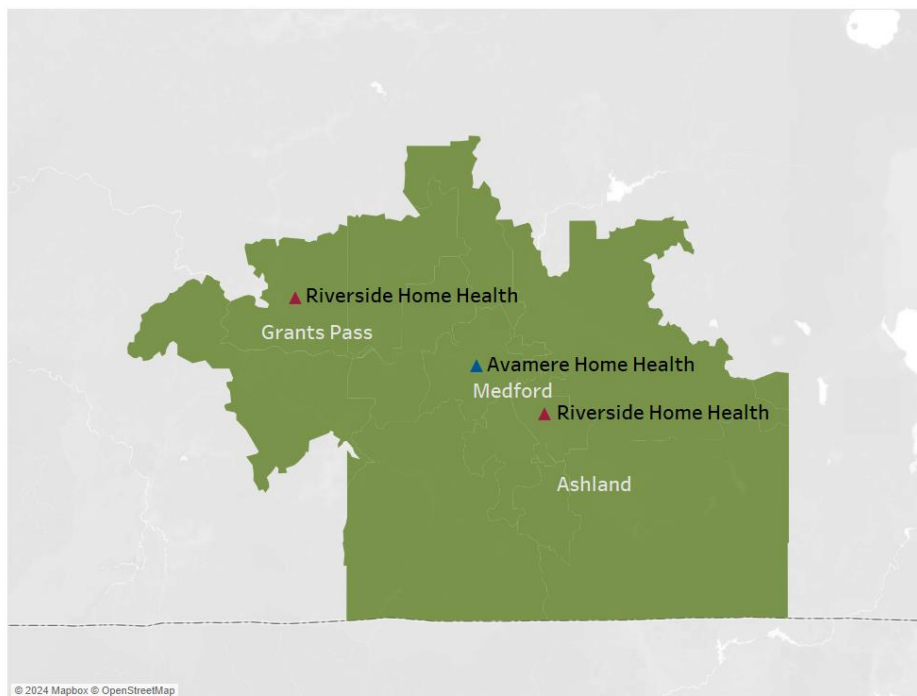 Riverside Home Health
Grants Pass
Avamere Home Health
Medford
Riverside Home Health
Ashland
© 2024 Mapbox © OpenStreetMap